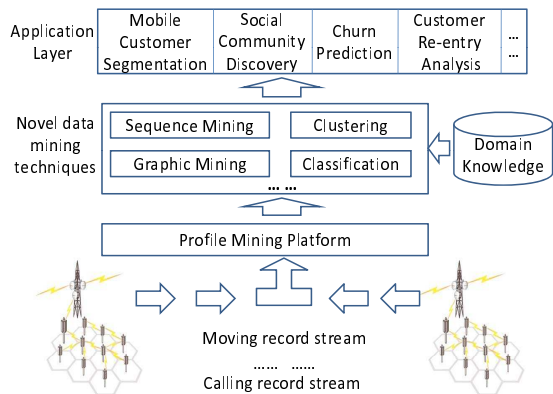 Application
Layer
Mobile
Customer
Segmentation
Social
Community
Discovery
Churn
Prediction
Customer
Re-entry
Analysis
...
...
Novel data
mining
techniques
Sequence Mining
Clustering
Graphic Mining
Classification
... ...
Domain
Knowledge
Profile Mining Platform
Moving record stream
...... ......
Calling record stream